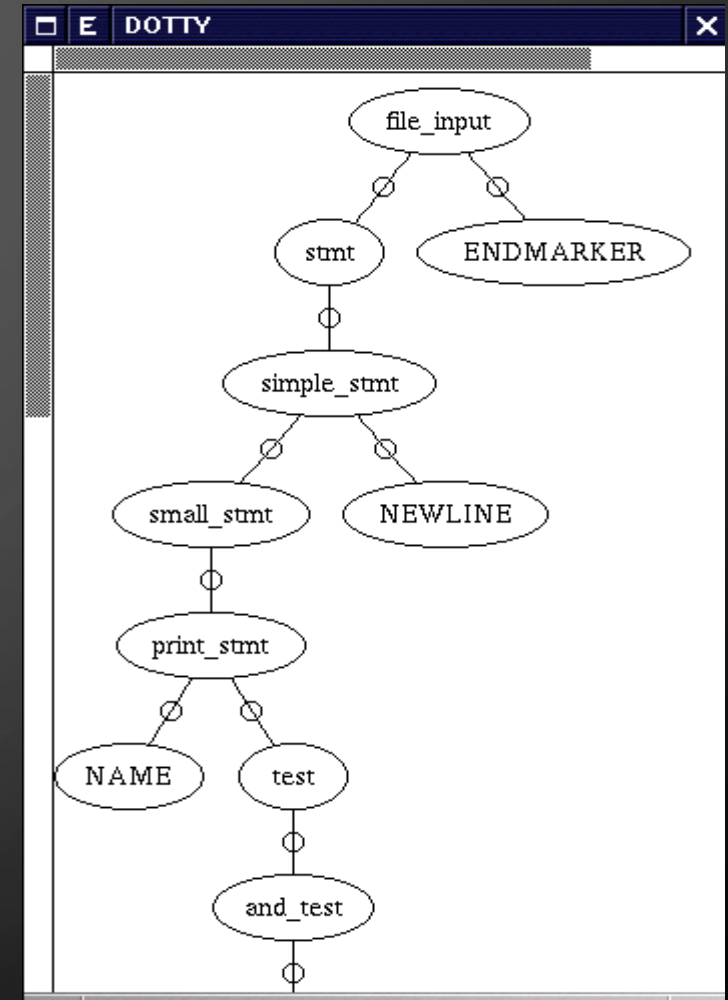 E DOTTY
file_input
stmt ENDMARKER
simple_stmt
small_stmt NEWLINE
print_stmt
NAME test
and_test